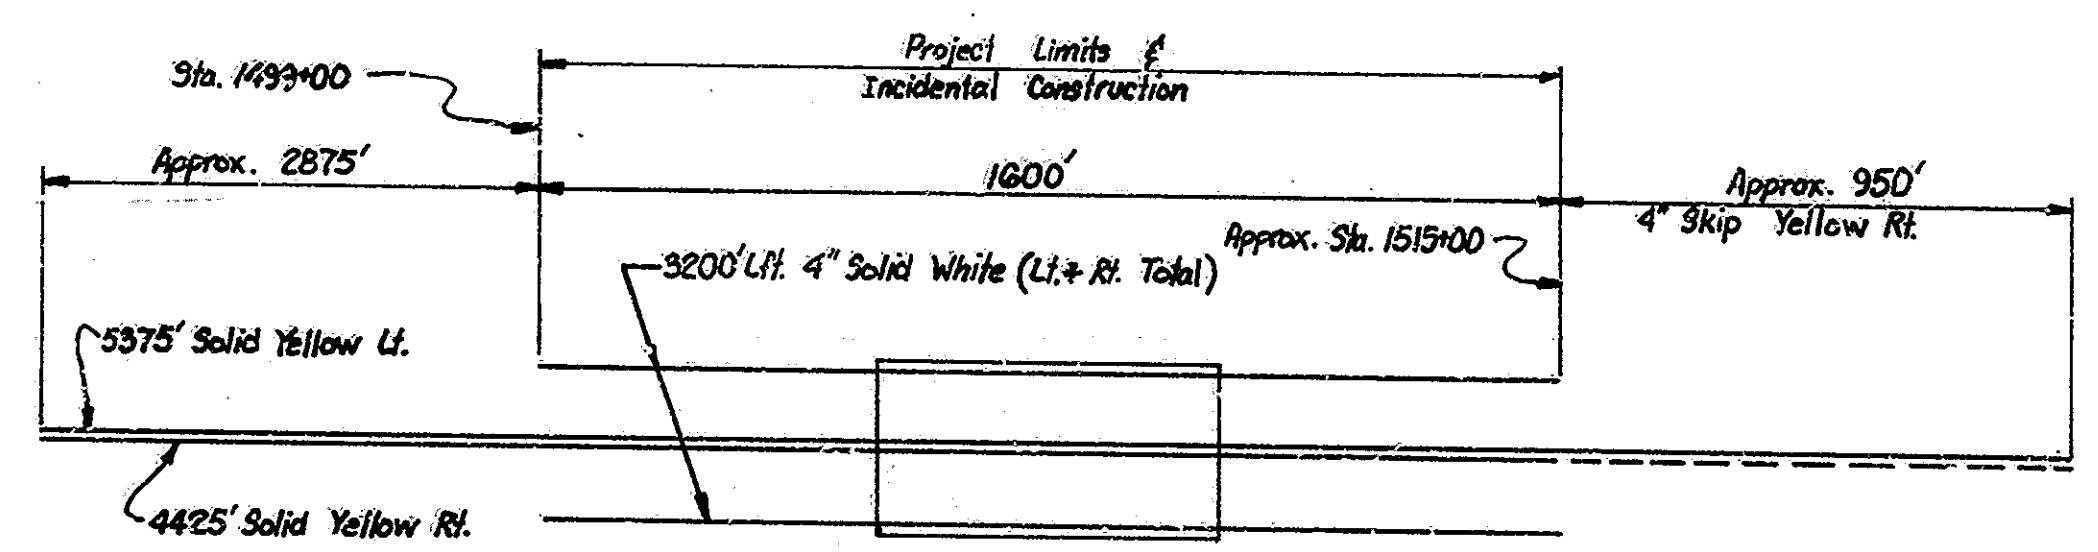 Project Limits &
Incidental Construction
Sta. 1499+00
Approx. 2875'
1600'
Approx. 950'
4" Skip Yellow Rt.
Approx. Sta. 1515+00
3200' Lft. 4" Solid White (Lt. & Rt. Total)
5375' Solid Yellow Lt.
4425' Solid Yellow Rt.